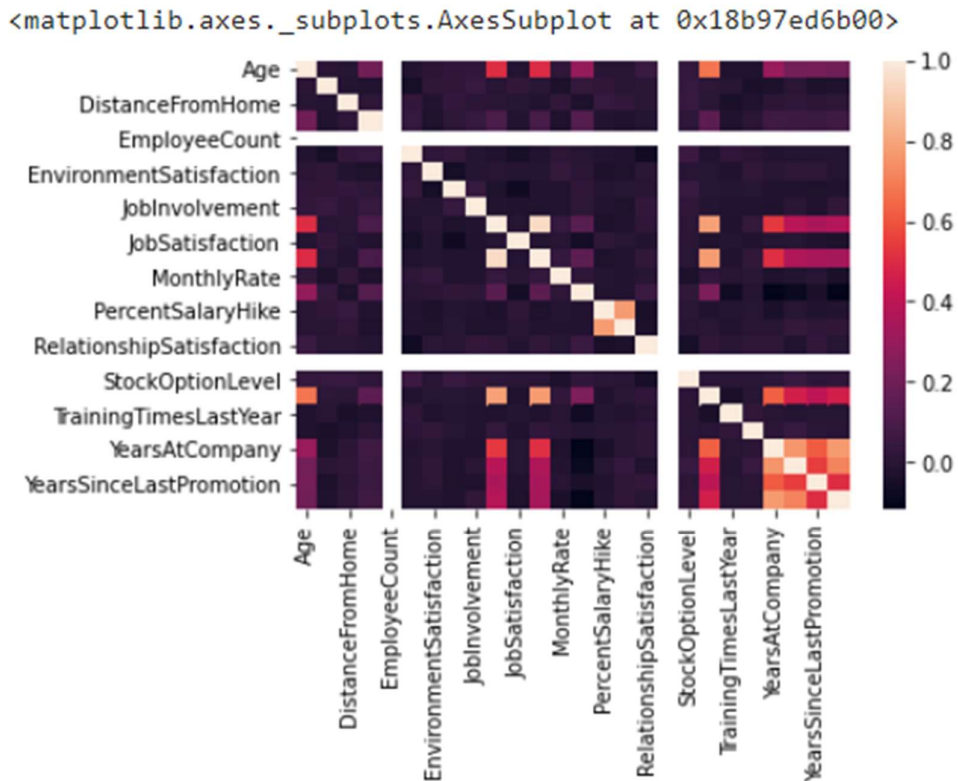 <matplotlib.axes._subplots.AxesSubplot at 0x18b97ed6b00>
Age
DistanceFromHome
EmployeeCount
EnvironmentSatisfaction
JobInvolvement
JobSatisfaction
MonthlyRate
PercentSalaryHike
RelationshipSatisfaction
StockOptionLevel
TrainingTimesLastYear
YearsAtCompany
YearsSinceLastPromotion
1.0
0.8
0.6
0.4
0.2
0.0
Age
DistanceFromHome
EmployeeCount
EnvironmentSatisfaction
JobInvolvement
JobSatisfaction
MonthlyRate
PercentSalaryHike
RelationshipSatisfaction
StockOptionLevel
TrainingTimesLastYear
YearsAtCompany
YearsSinceLastPromotion